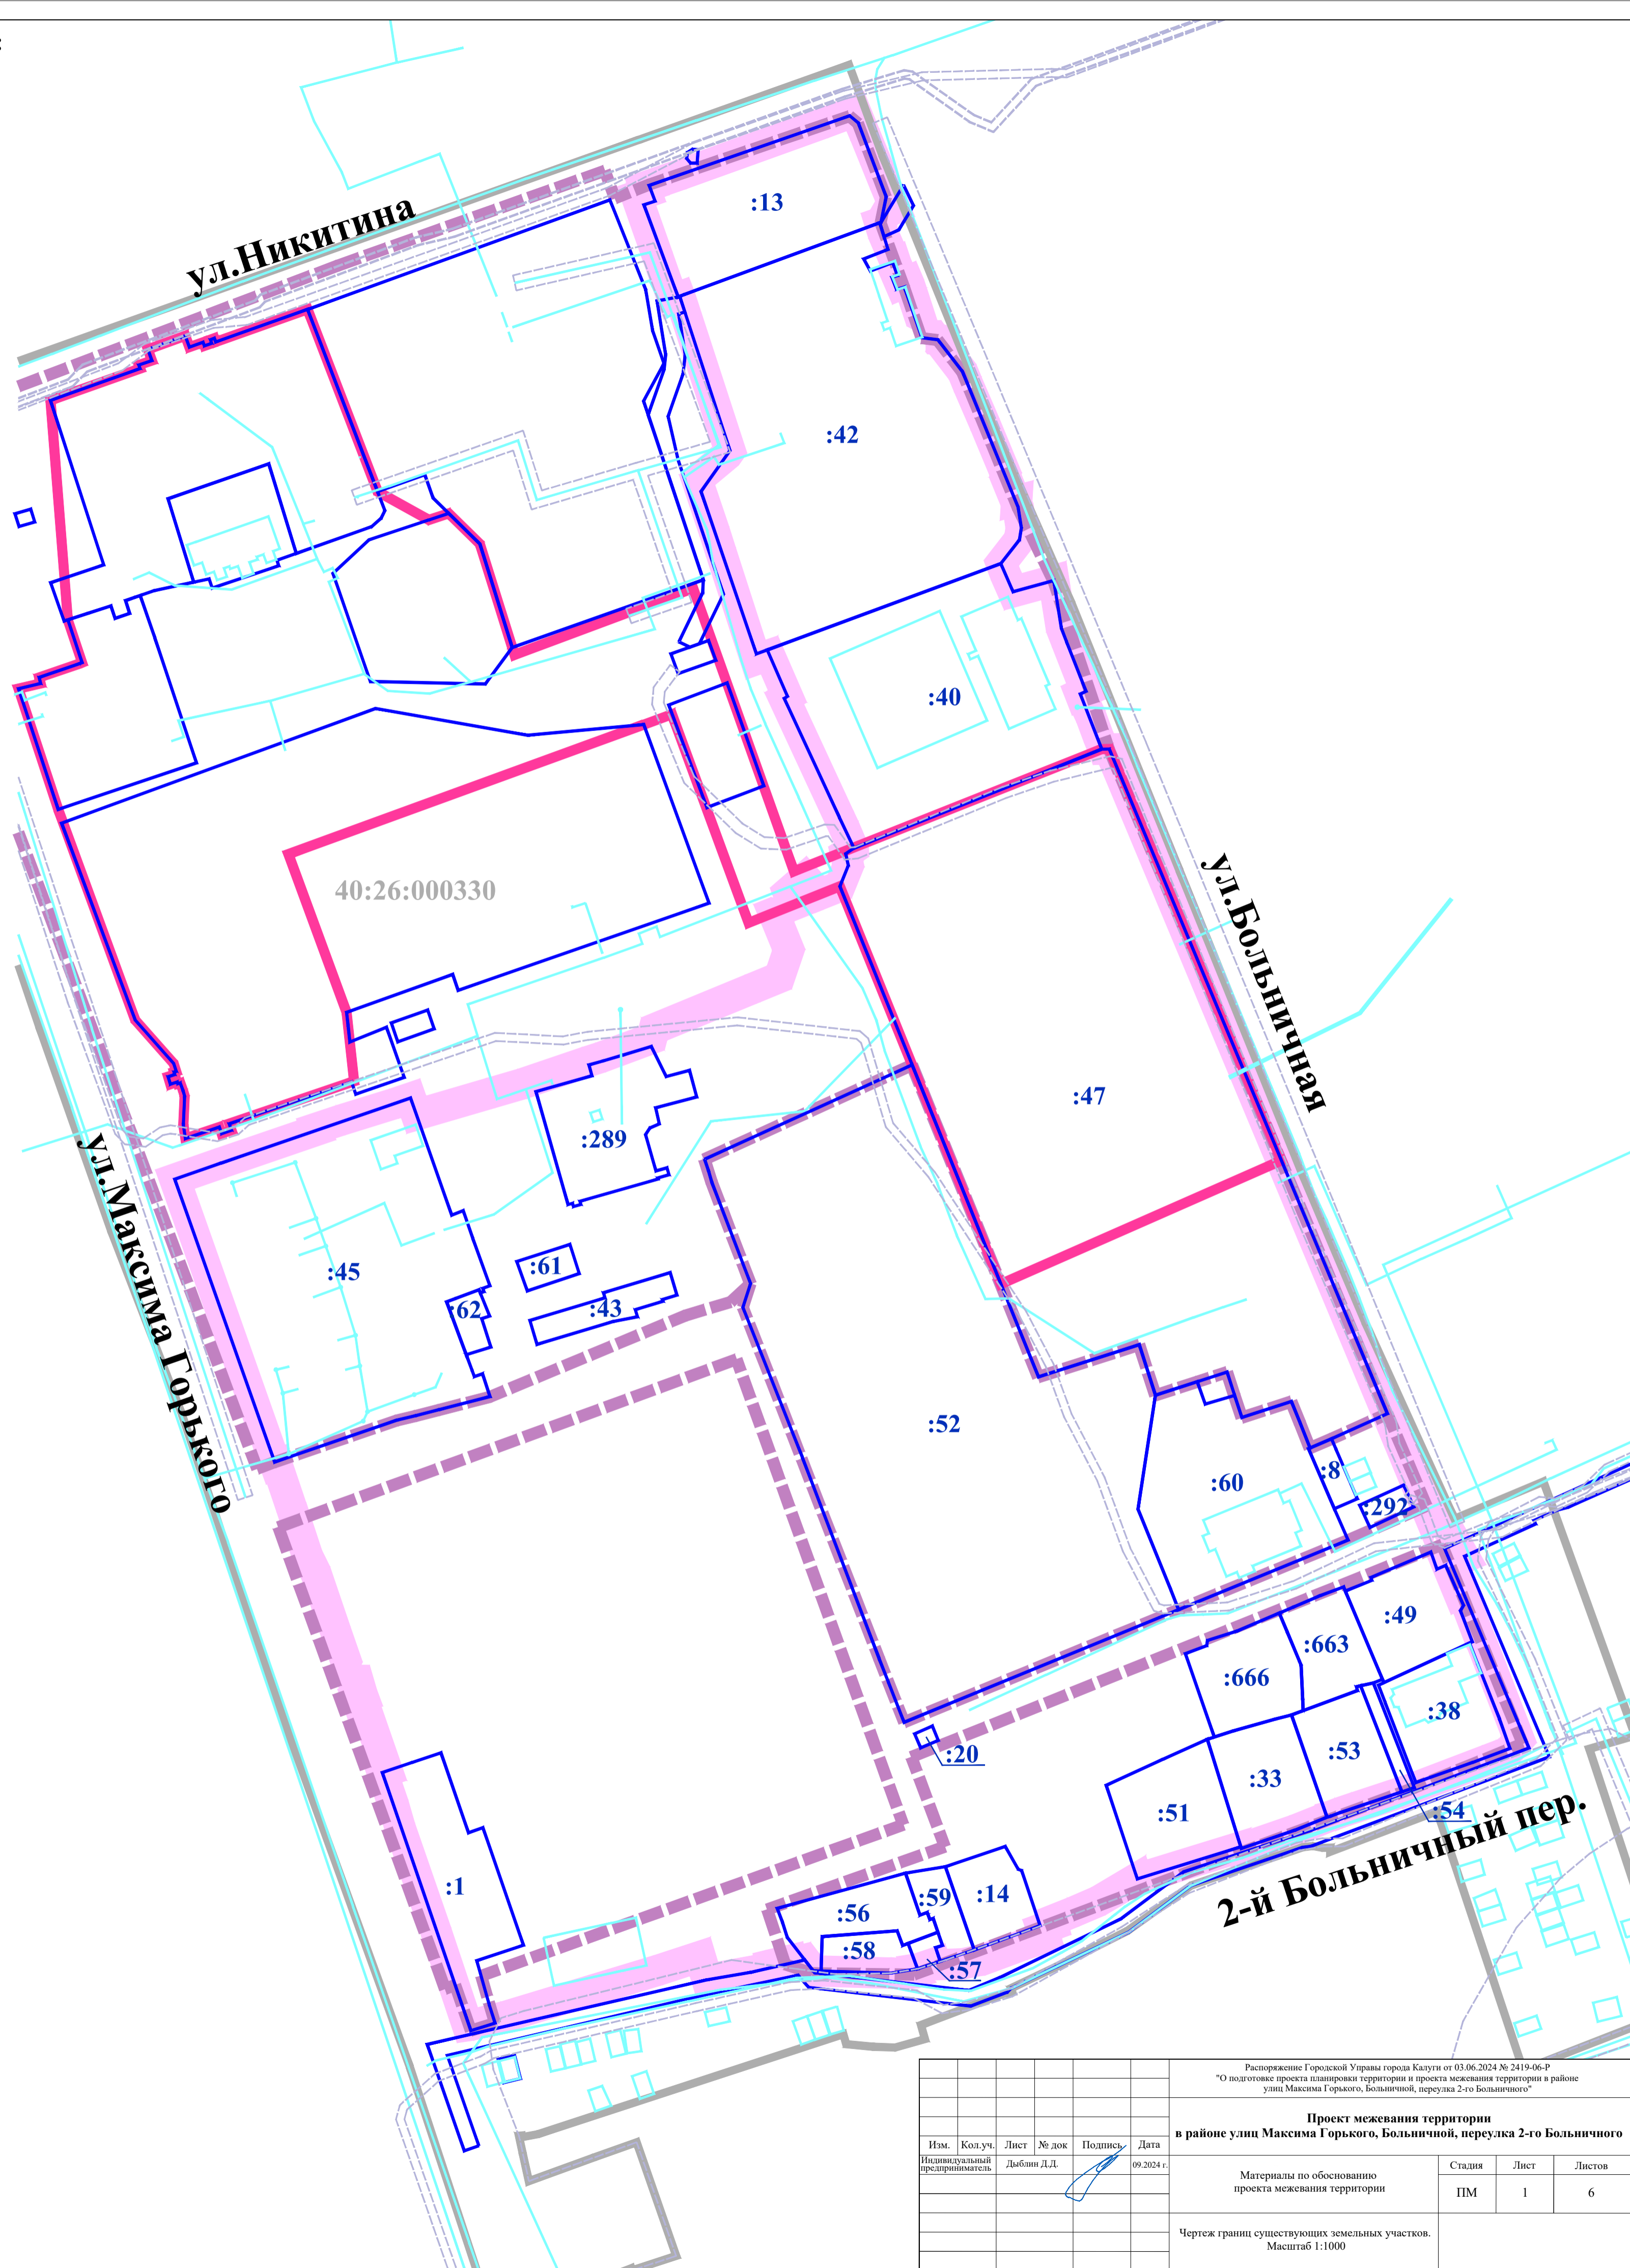 :
ул.Никитина
:13
:42
:40
40:26:000330
ул.Больничная
:47
:289
ул.Максима Горького
:45
:61
:62
:43
:52
:60
:8
:292
:49
:663
:666
:38
:20
:53
:33
:51
:54
2-й Больничный пер.
:1
:59
:14
:56
:58
:57
Распоряжение Городской Управы города Калуги от 03.06.2024 № 2419-06-Р
"О подготовке проекта планировки территории и проекта межевания территории в районе
улиц Максима Горького, Больничной, переулка 2-го Больничного"
Проект межевания территории
в районе улиц Максима Горького, Больничной, переулка 2-го Больничного
Изм. Кол.уч. Лист № док Подпись Дата
Индивидуальный
предприниматель
Дыблин Д.Д.
09.2024 г.
Материалы по обоснованию
проекта межевания территории
Стадия Лист Листов
ПМ 1 6
Чертеж границ существующих земельных участков.
Масштаб 1:1000